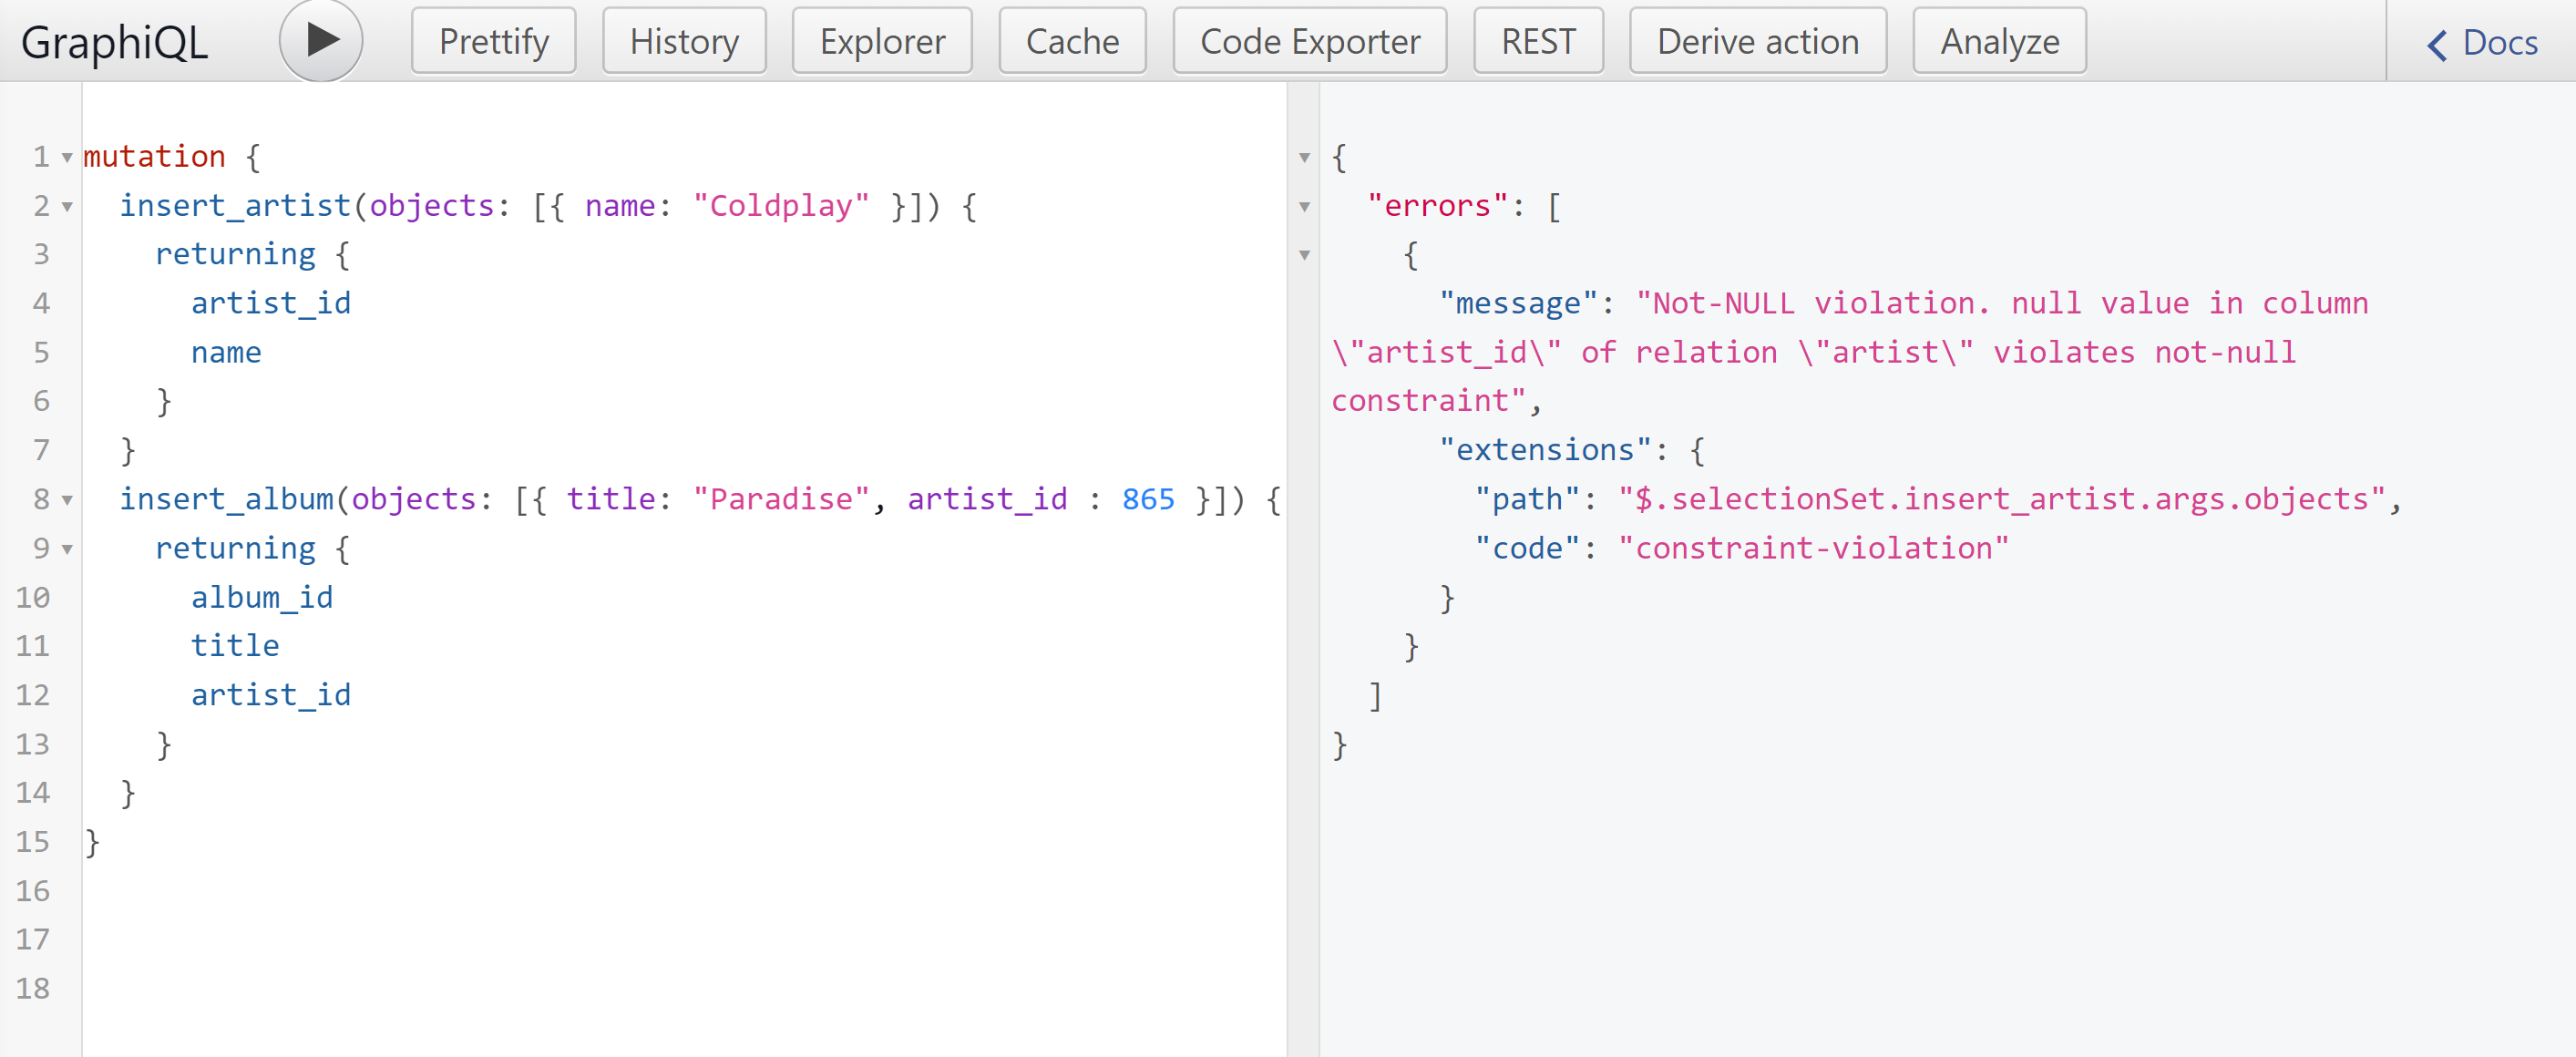 GraphiQL Prettify History Explorer Cache Code Exporter REST Derive action Analyze Docs
1 mutation {
2 insert_artist(objects: [{ name: "Coldplay" }]) {
3 returning {
4 artist_id
5 name
6 }
7 }
8 insert_album(objects: [{ title: "Paradise", artist_id : 865 }]) {
9 returning {
10 album_id
11 title
12 artist_id
13 }
14 }
15 }
16
17
18
{
"errors": [
{
"message": "Not-NULL violation. null value in column
\"artist_id\" of relation \"artist\" violates not-null
constraint",
"extensions": {
"path": "$.selectionSet.insert_artist.args.objects",
"code": "constraint-violation"
}
}
]
}